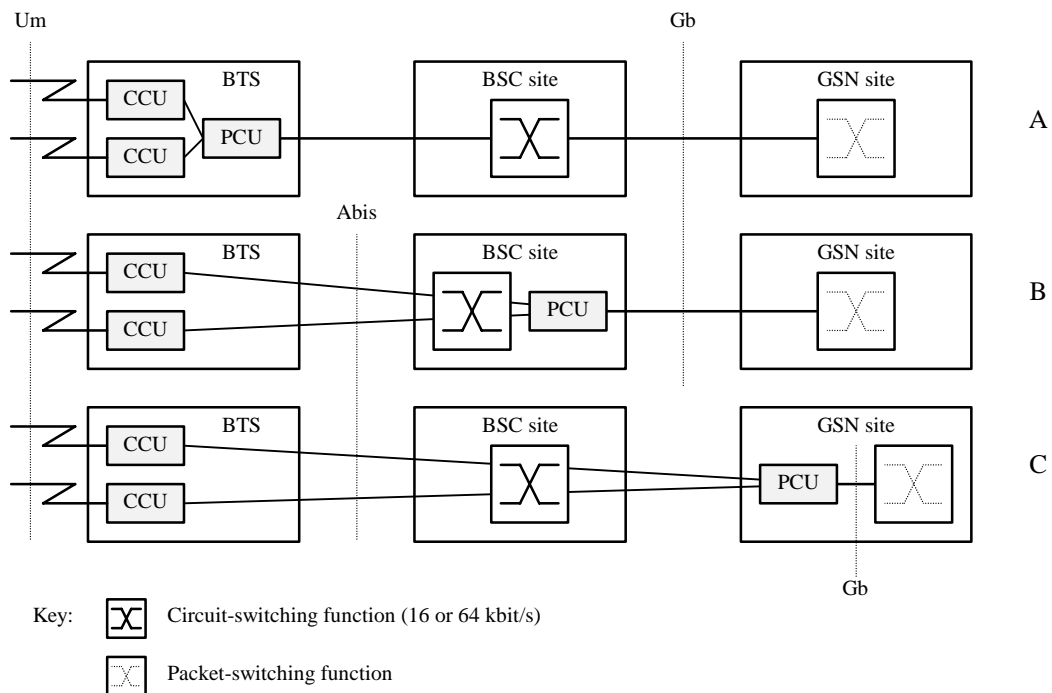 Um
Gb
BTS
BSC site
GSN site
CCU
CCU
PCU
A
Abis
BTS
BSC site
GSN site
CCU
CCU
PCU
B
BTS
BSC site
GSN site
CCU
CCU
PCU
C
Gb
Key:
Circuit-switching function (16 or 64 kbit/s)
Packet-switching function